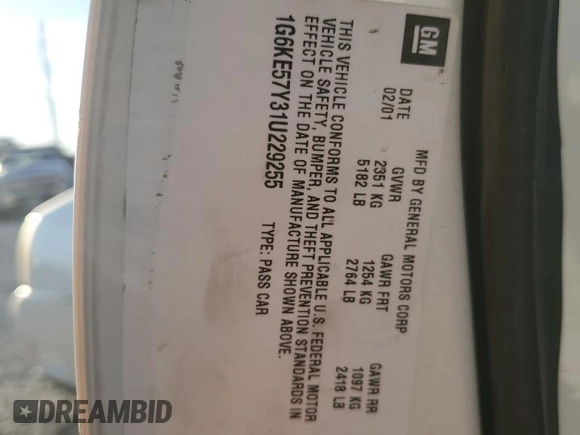 GM
MFD BY GENERAL MOTORS CORP
DATE GVWR GAWR FRT GAWR RR
02/01 2351 KG 1254 KG 1097 KG
5182 LB 2764 LB 2418 LB
THIS VEHICLE CONFORMS TO ALL APPLICABLE U.S. FEDERAL MOTOR
VEHICLE SAFETY, BUMPER, AND THEFT PREVENTION STANDARDS IN
EFFECT ON THE DATE OF MANUFACTURE SHOWN ABOVE.
1G6KE57Y31U229255 TYPE: PASS CAR
DREAMBID